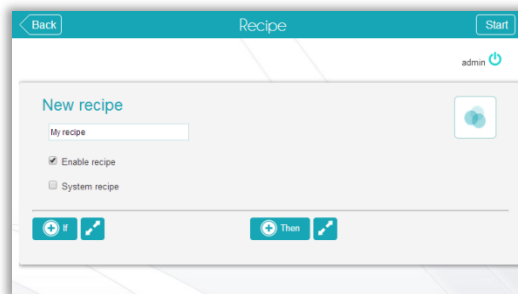 Back Recipe Start
admin
New recipe
My recipe
Enable recipe
System recipe
If Then